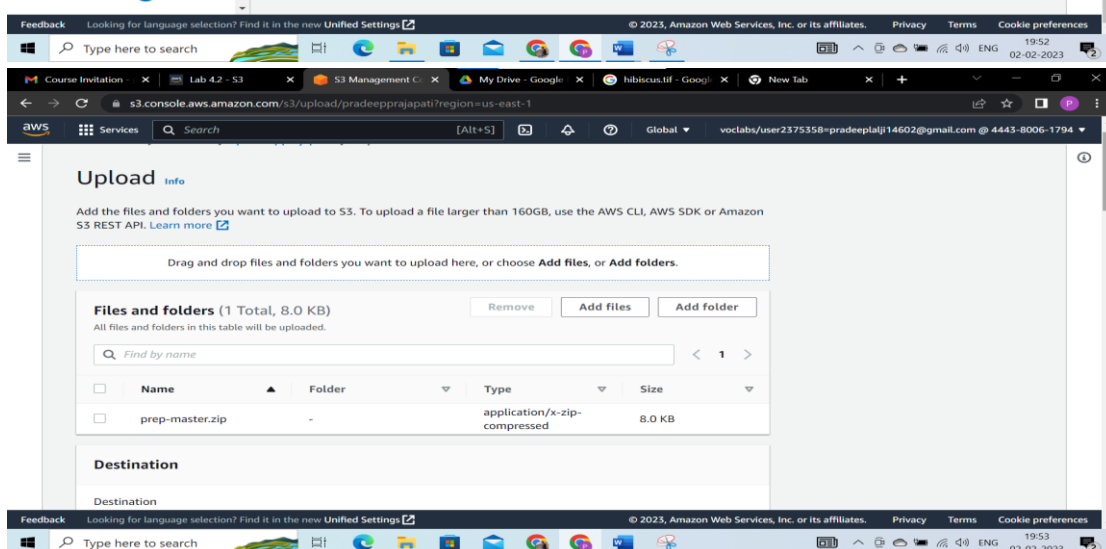 Feedback Looking for language selection? Find it in the new Unified Settings © 2023, Amazon Web Services, Inc. or its affiliates. Privacy Terms Cookie preferences
Type here to search ENG 19:52
02-02-2023 2
Course Invitation - Lab 4.2 - S3 S3 Management Co My Drive - Google hibiscus.tif - Googl New Tab
s3.console.aws.amazon.com/s3/upload/pradeepprajapati?region=us-east-1 P
aws Services Search [Alt+S] Global voclabs/user2375358=pradeeplalji14602@gmail.com @ 4443-8006-1794
Upload Info
Add the files and folders you want to upload to S3. To upload a file larger than 160GB, use the AWS CLI, AWS SDK or Amazon
S3 REST API. Learn more
Drag and drop files and folders you want to upload here, or choose Add files, or Add folders.
Files and folders (1 Total, 8.0 KB) Remove Add files Add folder
All files and folders in this table will be uploaded.
Find by name 1
Name Folder Type Size
prep-master.zip - application/x-zip-
compressed 8.0 KB
Destination
Destination
Feedback Looking for language selection? Find it in the new Unified Settings © 2023, Amazon Web Services, Inc. or its affiliates. Privacy Terms Cookie preferences
Type here to search ENG 19:53
02-02-2023